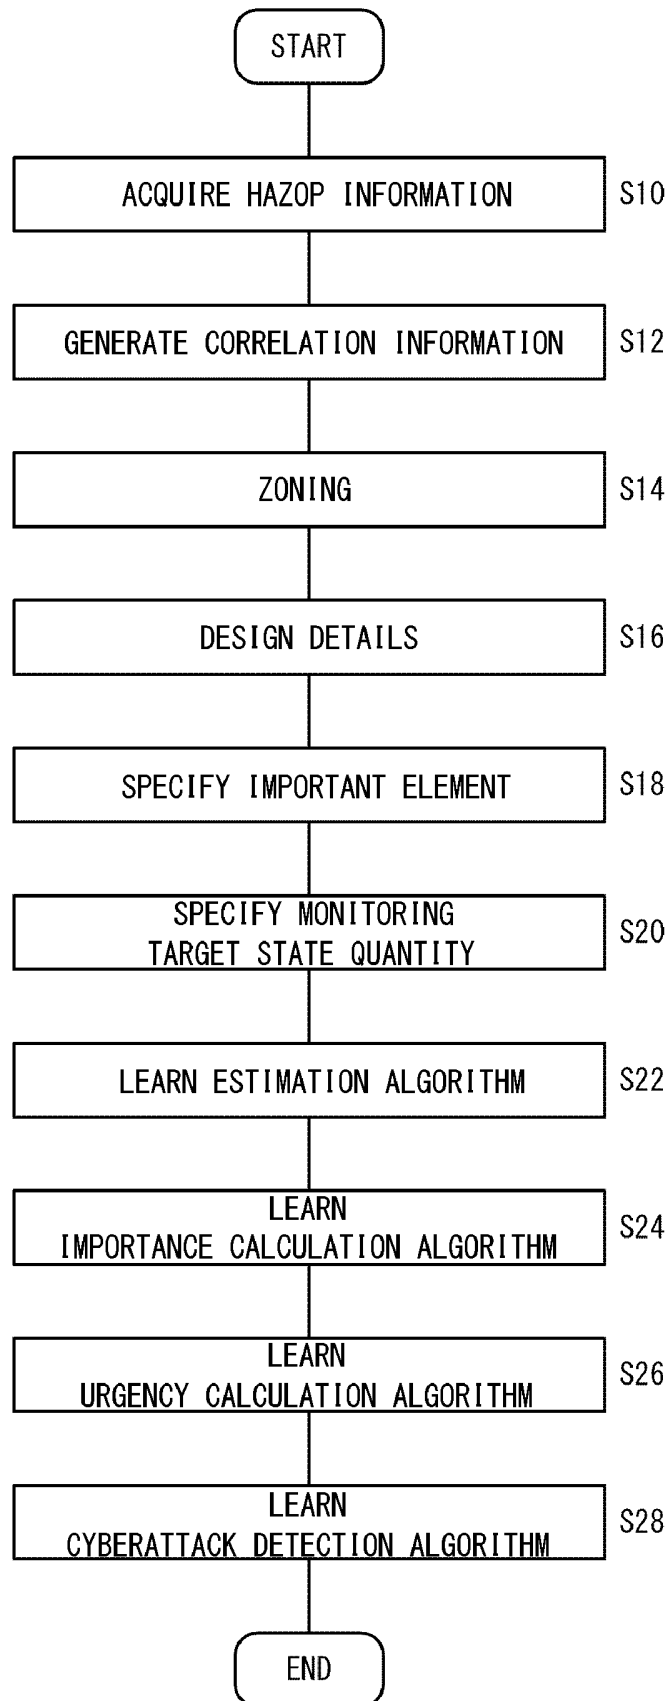 START
ACQUIRE HAZOP INFORMATION
S10
GENERATE CORRELATION INFORMATION
S12
ZONING
S14
DESIGN DETAILS
S16
SPECIFY IMPORTANT ELEMENT
S18
SPECIFY MONITORING
TARGET STATE QUANTITY
S20
LEARN ESTIMATION ALGORITHM
S22
LEARN
IMPORTANCE CALCULATION ALGORITHM
S24
LEARN
URGENCY CALCULATION ALGORITHM
S26
LEARN
CYBERATTACK DETECTION ALGORITHM
S28
END